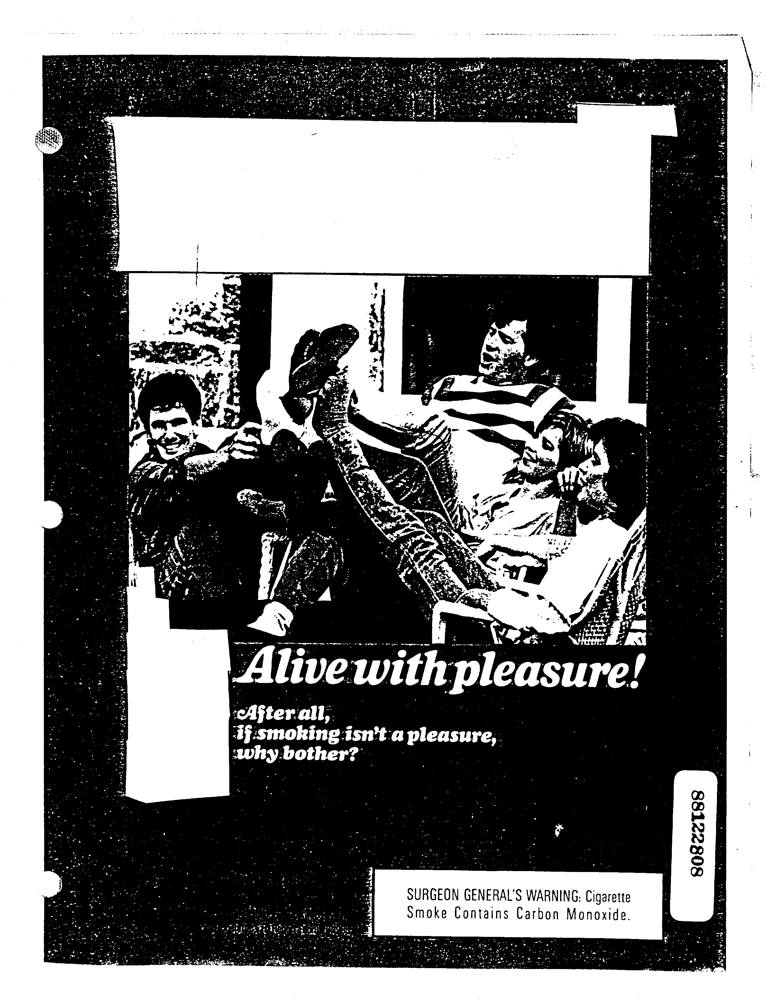 Alive with pleasure!
After all,
if smoking isn't a pleasure,
why bother?
88122808
SURGEON GENERAL'S WARNING: Cigarette
Smoke Contains Carbon Monoxide.